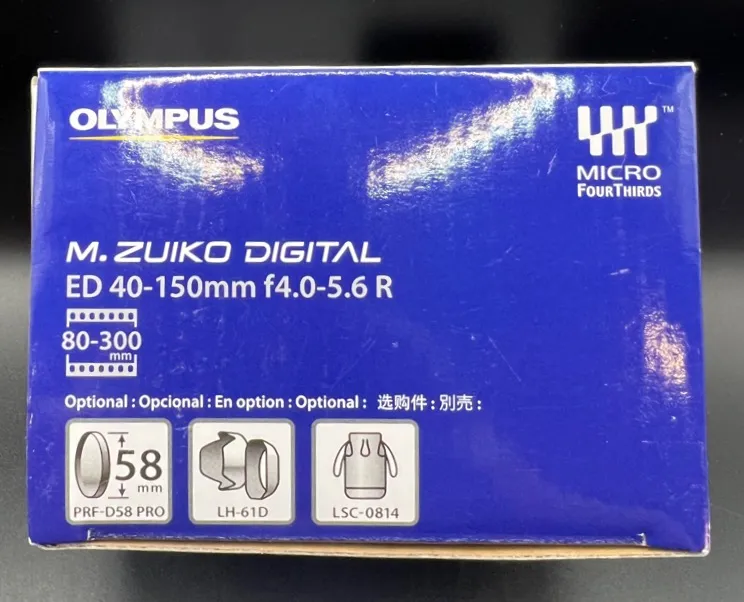 OLYMPUS
TM
MICRO
FOURTHIRDS
M. ZUIKO DIGITAL
ED 40-150mm f4.0-5.6 R
80-300
mm
Optional : Opcional : En option : Optional : 选购件 : 別売 :
58
mm
PRF-D58 PRO
LH-61D
LSC-0814